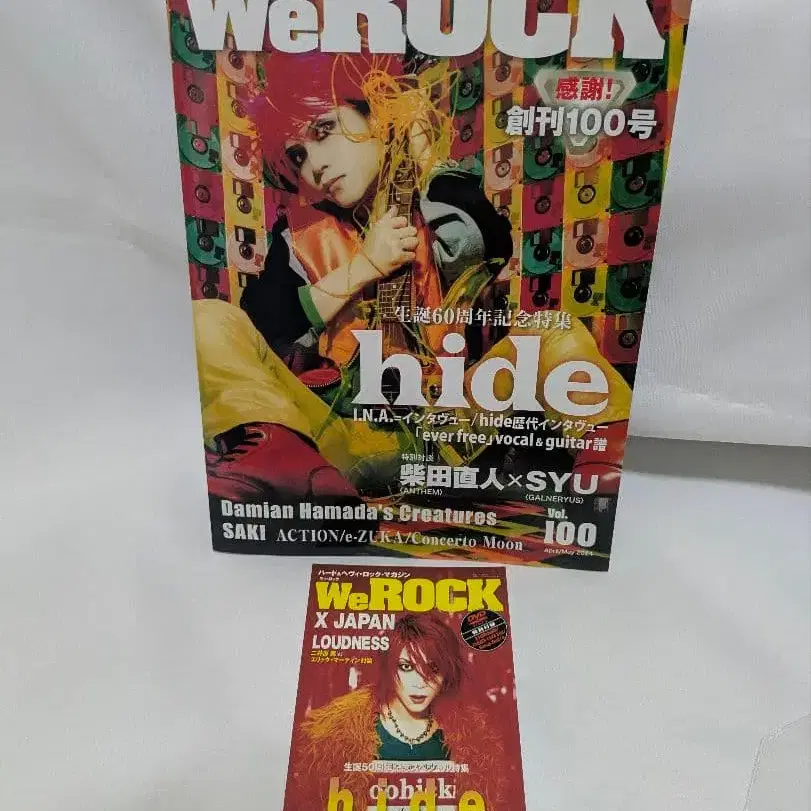 WeROCK
感謝!
創刊100号
生誕60周年記念特集
hide
I.N.A.-インタヴュー/hide歴代インタヴュー
「ever free」vocal & guitar譜
特別対談
柴田直人×SYU
(ANTHEM) (GALNERYUS)
Damian Hamada's Creatures
SAKI ACTION/e-ZUKA/Concerto Moon
Vol.
100
April/May 2024
ハード&ヘヴィ・ロック・マガジン
WeROCK
X JAPAN
LOUDNESS
DVD
hide